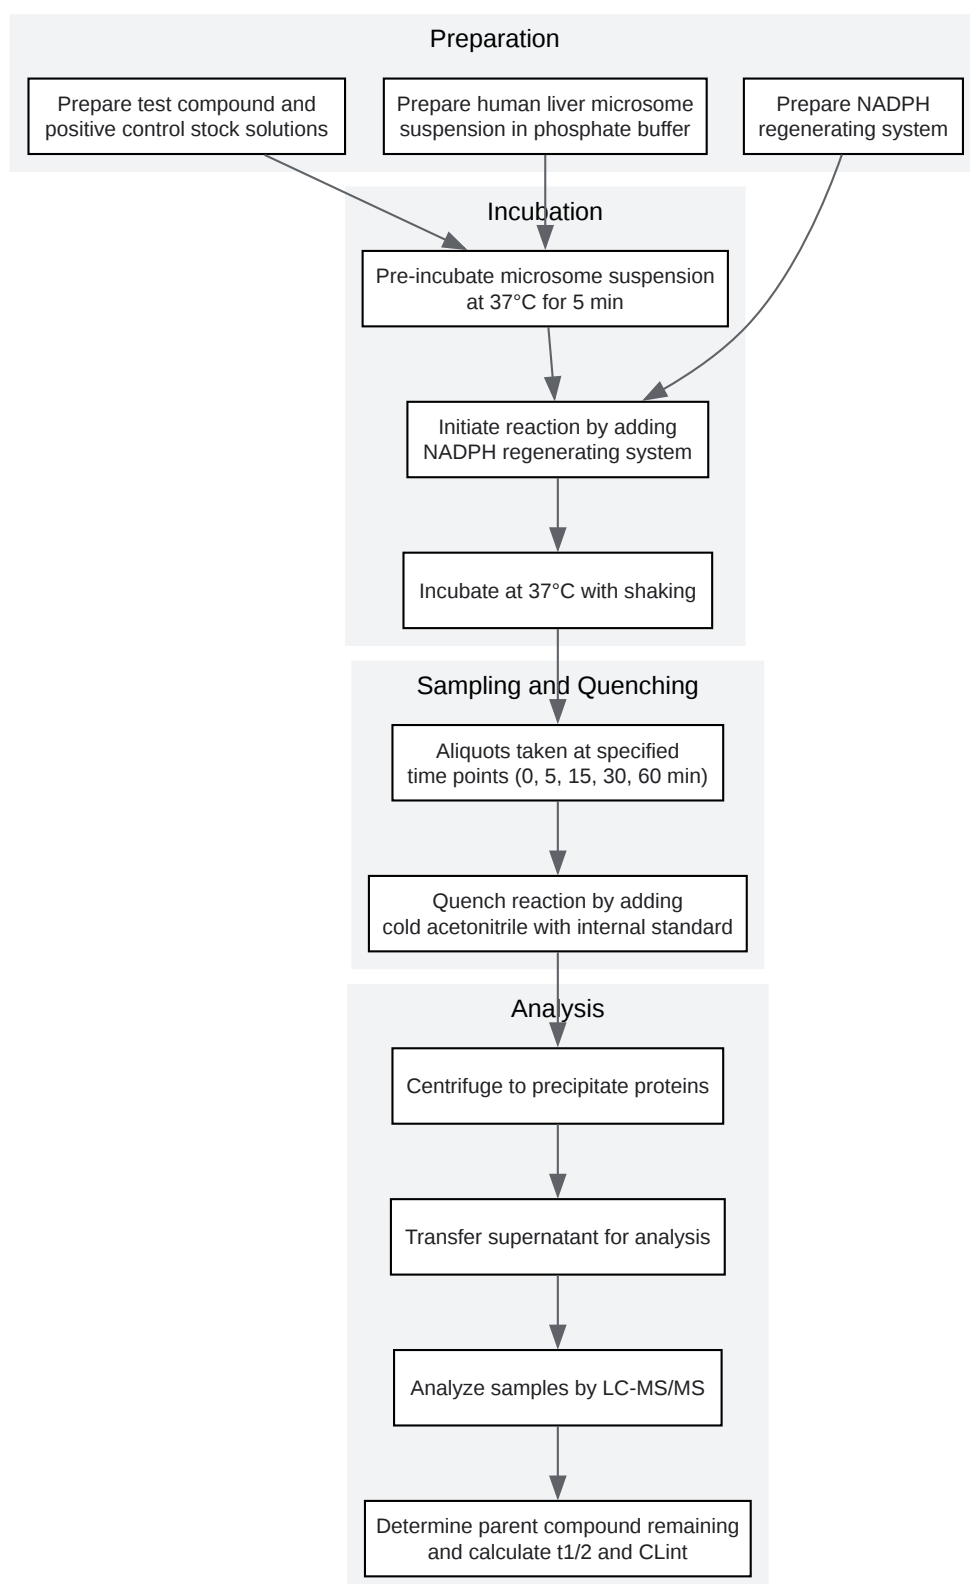 Preparation
Prepare test compound and
positive control stock solutions
Prepare human liver microsome
suspension in phosphate buffer
Prepare NADPH
regenerating system
Incubation
Pre-incubate microsome suspension
at 37°C for 5 min
Initiate reaction by adding
NADPH regenerating system
Incubate at 37°C with shaking
Sampling and Quenching
Aliquots taken at specified
time points (0, 5, 15, 30, 60 min)
Quench reaction by adding
cold acetonitrile with internal standard
Analysis
Centrifuge to precipitate proteins
Transfer supernatant for analysis
Analyze samples by LC-MS/MS
Determine parent compound remaining
and calculate t1/2 and CLint